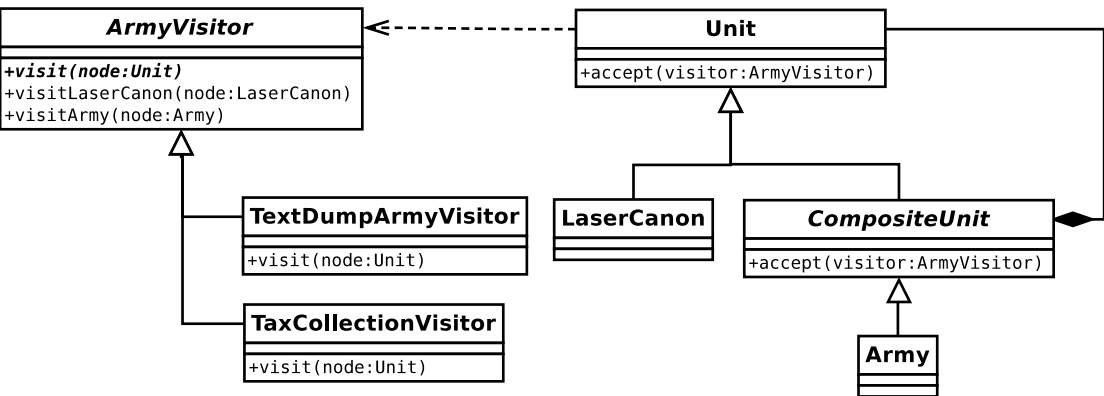 ArmyVisitor
+visit(node:Unit)
+visitLaserCanon(node:LaserCanon)
+visitArmy(node:Army)
Unit
+accept(visitor:ArmyVisitor)
TextDumpArmyVisitor
+visit(node:Unit)
LaserCanon
CompositeUnit
+accept(visitor:ArmyVisitor)
TaxCollectionVisitor
+visit(node:Unit)
Army